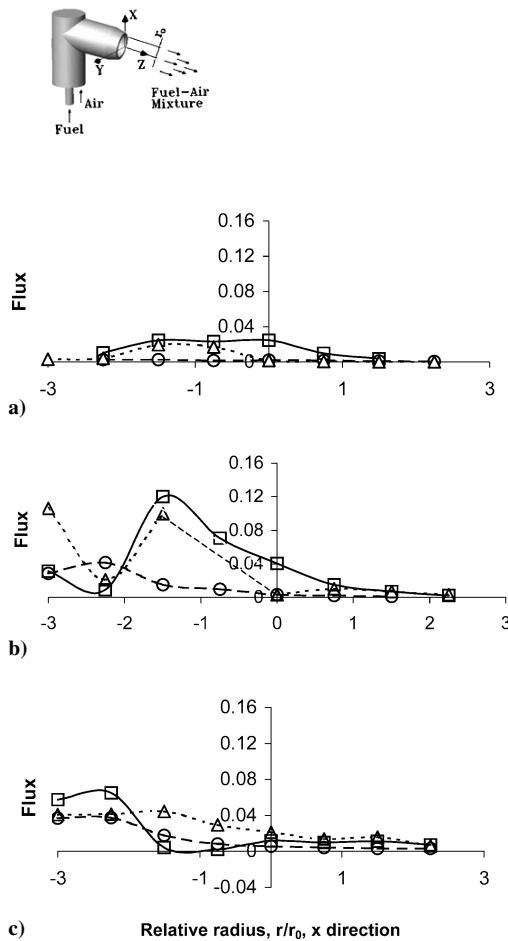 X
r₀
Y
Z
Air
Fuel
Fuel-Air
Mixture
0.16
0.12
0.08
0.04
0
-3
-1
1
3
Flux
a)
0.16
0.12
0.08
0.04
0
-3
-2
-1
0
1
2
3
Flux
b)
0.16
0.12
0.08
0.04
0
-0.04
-3
-1
1
3
Flux
c)
Relative radius, r/r₀, x direction